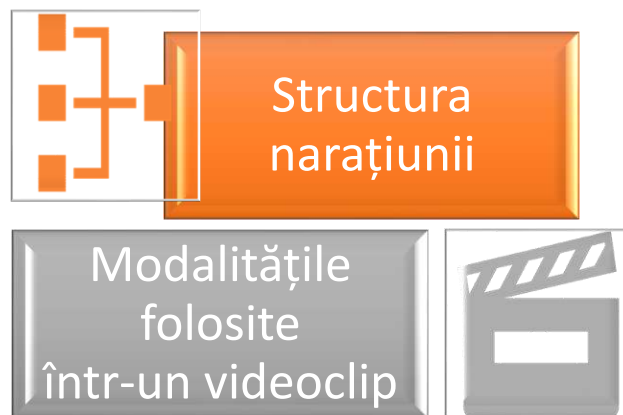 Structura
narațiunii
Modalitățile
folosite
într-un videoclip